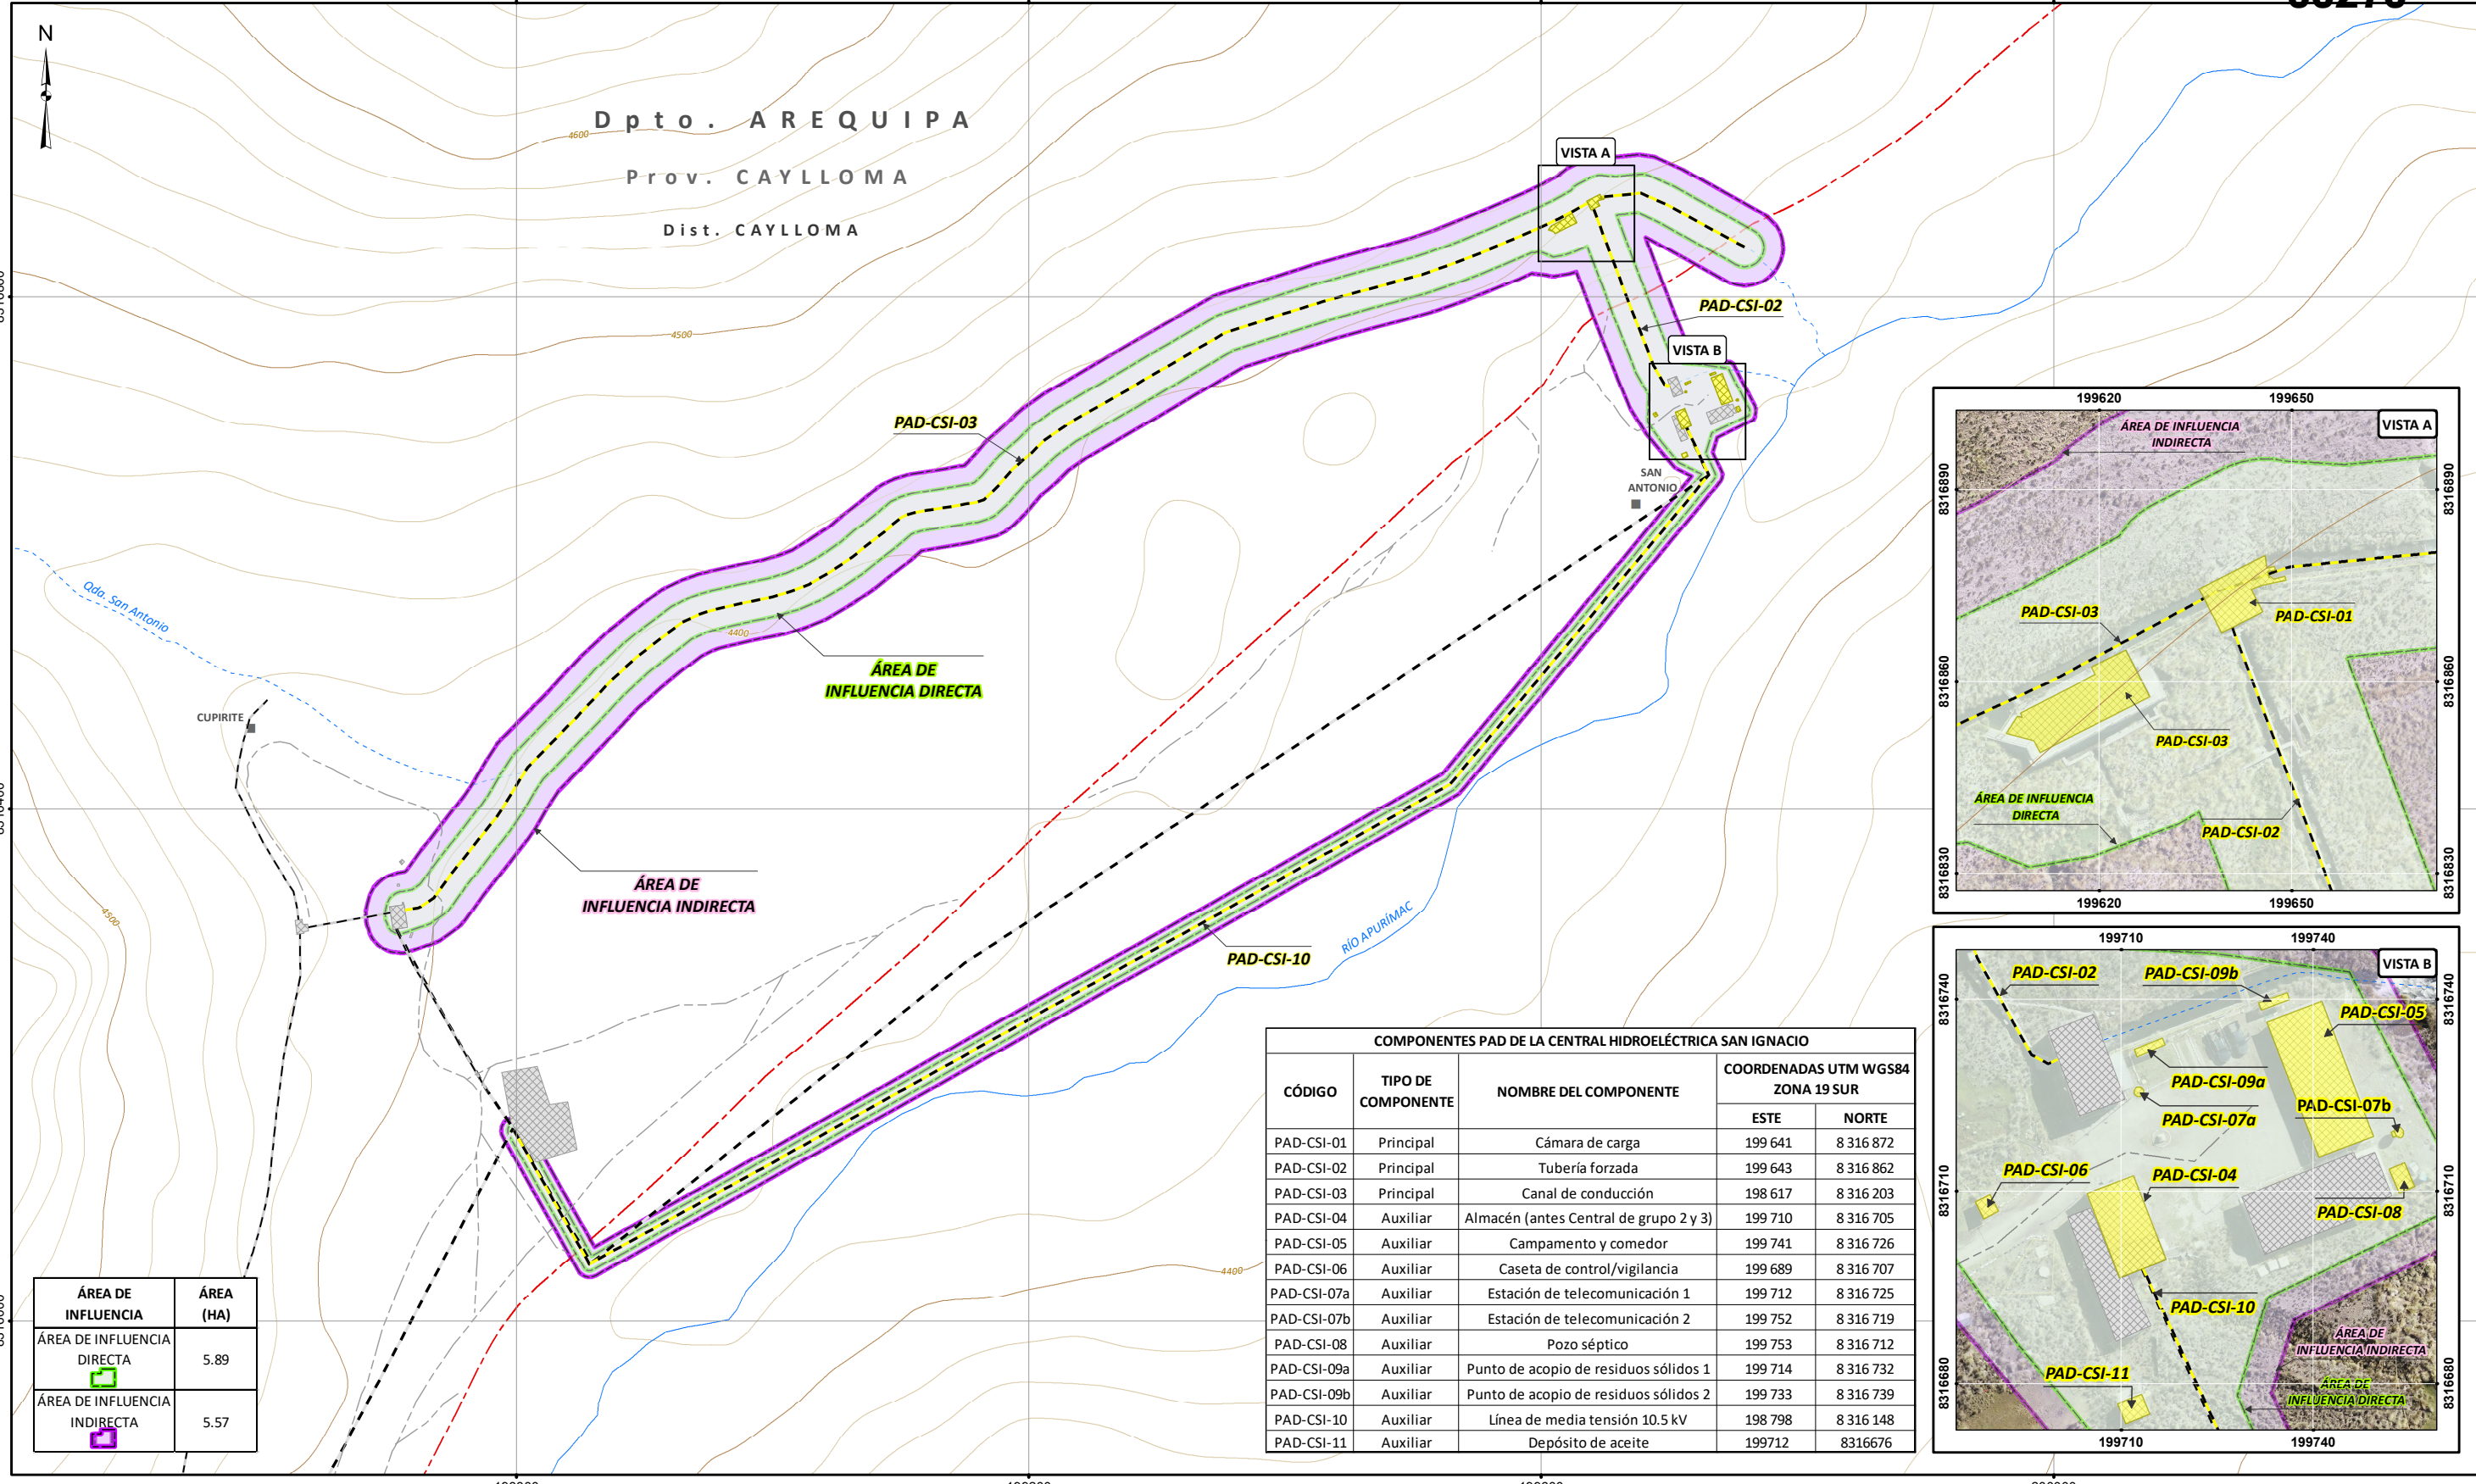 N
Dpto. AREQUIPA
Prov. CAYLLOMA
Dist. CAYLLOMA
4600
4500
VISTA A
PAD-CSI-02
VISTA B
PAD-CSI-03
SAN
ANTONIO
Qda. San Antonio
4400
ÁREA DE
INFLUENCIA DIRECTA
CUPIRITE
ÁREA DE
INFLUENCIA INDIRECTA
4500
RÍO APURÍMAC
PAD-CSI-10
4400
199620 199650
VISTA A
ÁREA DE INFLUENCIA
INDIRECTA
8316890 8316890
PAD-CSI-03
PAD-CSI-01
8316860 8316860
PAD-CSI-03
ÁREA DE INFLUENCIA
DIRECTA
PAD-CSI-02
8316830 8316830
199620 199650
199710 199740
VISTA B
PAD-CSI-02 PAD-CSI-09b
8316740 8316740
PAD-CSI-05
PAD-CSI-09a
PAD-CSI-07b
PAD-CSI-07a
PAD-CSI-06 PAD-CSI-04
8316710 8316710
PAD-CSI-08
PAD-CSI-10
ÁREA DE
INFLUENCIA INDIRECTA
PAD-CSI-11
ÁREA DE
INFLUENCIA DIRECTA
8316680 8316680
199710 199740
COMPONENTES PAD DE LA CENTRAL HIDROELÉCTRICA SAN IGNACIO
CÓDIGO TIPO DE COMPONENTE NOMBRE DEL COMPONENTE COORDENADAS UTM WGS84 ZONA 19 SUR
ESTE NORTE
PAD-CSI-01 Principal Cámara de carga 199 641 8 316 872
PAD-CSI-02 Principal Tubería forzada 199 643 8 316 862
PAD-CSI-03 Principal Canal de conducción 198 617 8 316 203
PAD-CSI-04 Auxiliar Almacén (antes Central de grupo 2 y 3) 199 710 8 316 705
PAD-CSI-05 Auxiliar Campamento y comedor 199 741 8 316 726
PAD-CSI-06 Auxiliar Caseta de control/vigilancia 199 689 8 316 707
PAD-CSI-07a Auxiliar Estación de telecomunicación 1 199 712 8 316 725
PAD-CSI-07b Auxiliar Estación de telecomunicación 2 199 752 8 316 719
PAD-CSI-08 Auxiliar Pozo séptico 199 753 8 316 712
PAD-CSI-09a Auxiliar Punto de acopio de residuos sólidos 1 199 714 8 316 732
PAD-CSI-09b Auxiliar Punto de acopio de residuos sólidos 2 199 733 8 316 739
PAD-CSI-10 Auxiliar Línea de media tensión 10.5 kV 198 798 8 316 148
PAD-CSI-11 Auxiliar Depósito de aceite 199712 8316676
ÁREA DE INFLUENCIA ÁREA (HA)
ÁREA DE INFLUENCIA DIRECTA 5.89
ÁREA DE INFLUENCIA INDIRECTA 5.57